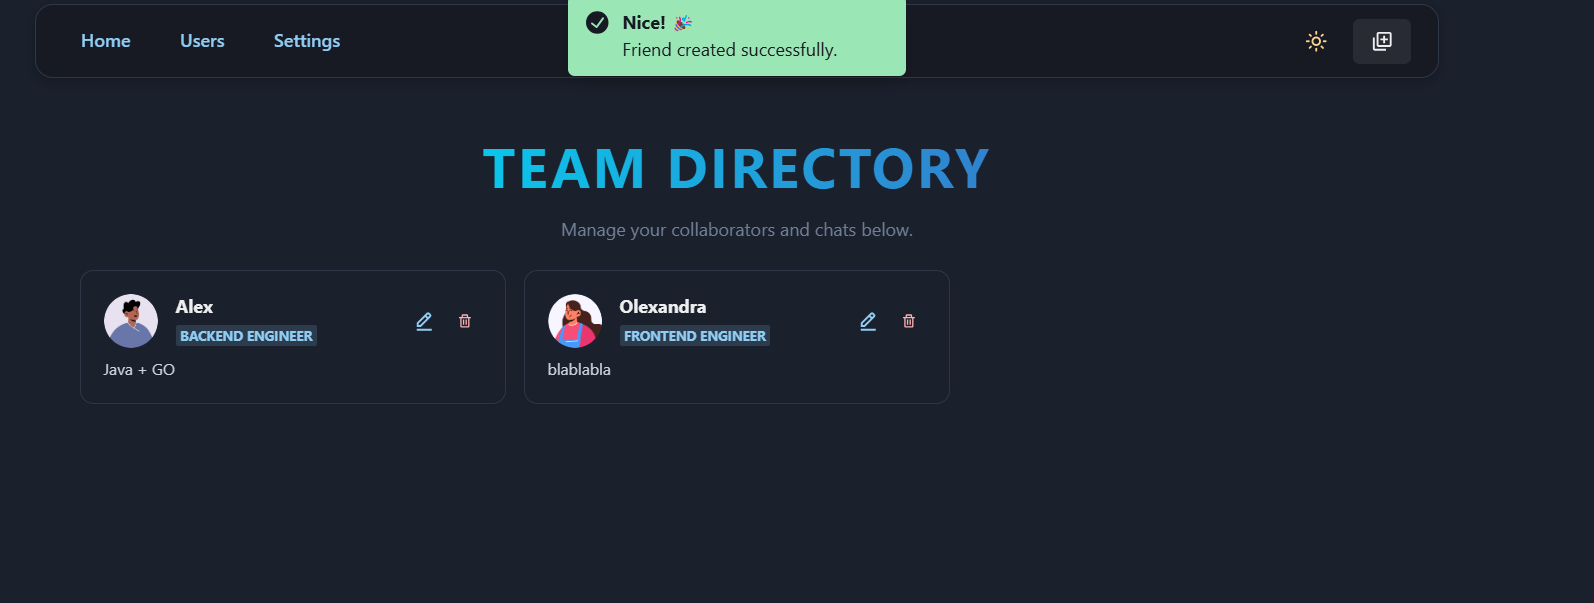 Home Users Settings
Nice! 🎉
Friend created successfully.
TEAM DIRECTORY
Manage your collaborators and chats below.
Alex
BACKEND ENGINEER
Java + GO
Olexandra
FRONTEND ENGINEER
blablabla